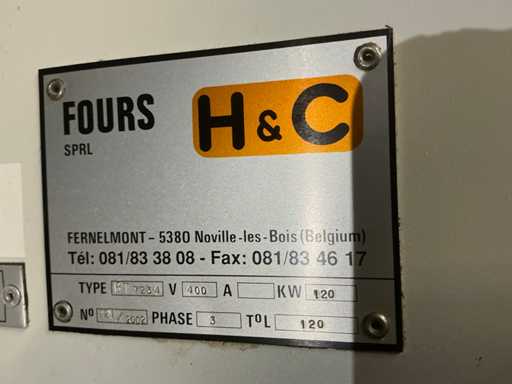 FOURS
SPRL
H & C
FERNELMONT - 5380 Noville-les-Bois (Belgium)
Tél: 081/83 38 08 - Fax: 081/83 46 17
TYPE 7234 V 400 A KW 120
N° /2002 PHASE 3 T°L 120